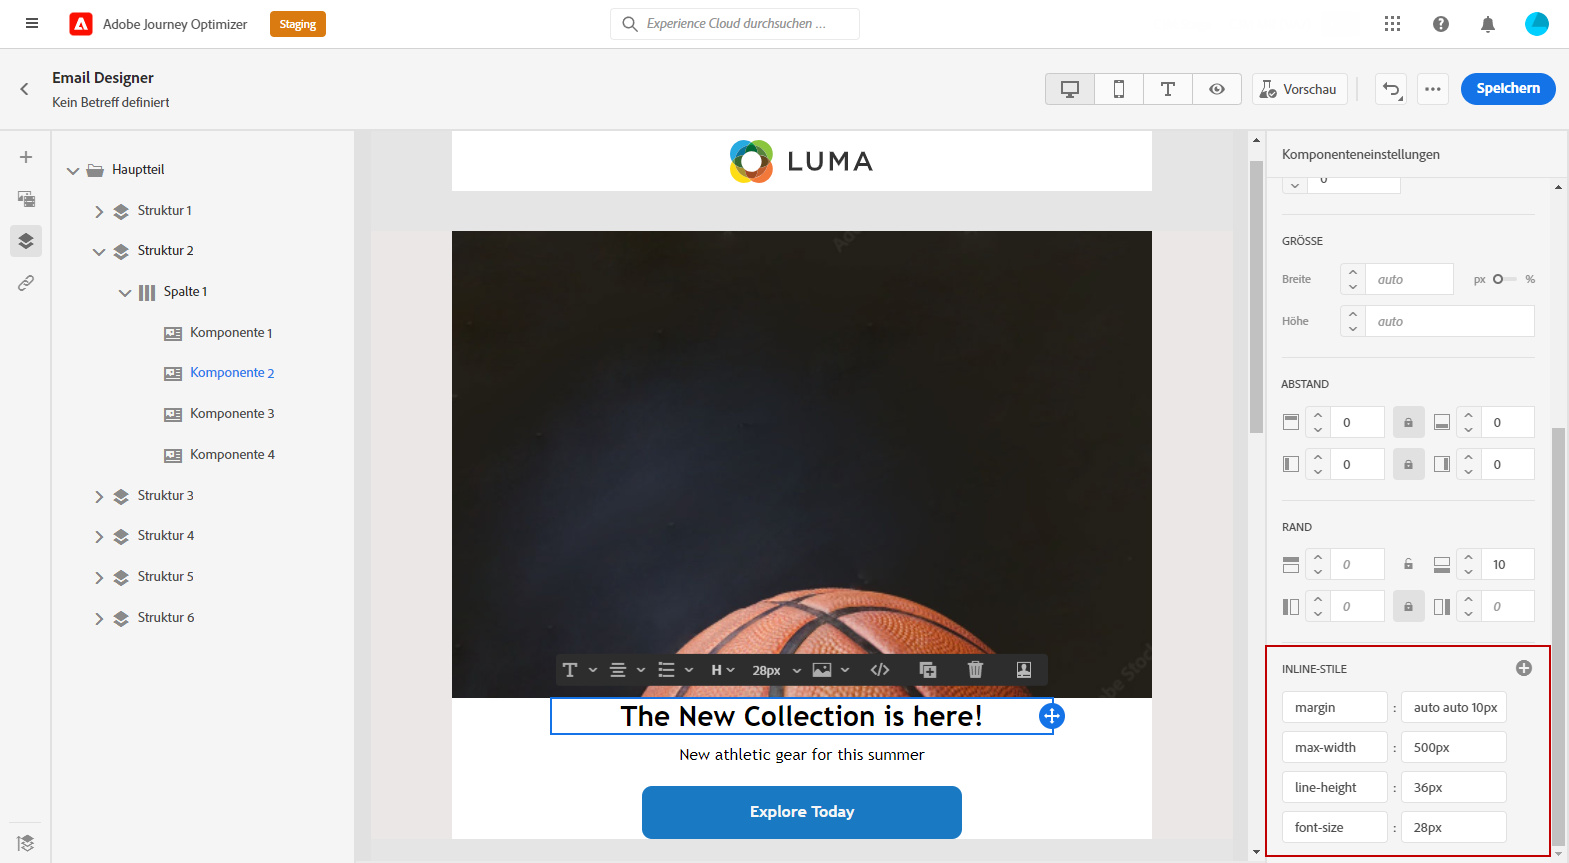 Adobe Journey Optimizer
Staging
Experience Cloud durchsuchen ...
Email Designer
Kein Betreff definiert
Vorschau
Speichern
Hauptteil
Struktur 1
Struktur 2
Spalte 1
Komponente 1
Komponente 2
Komponente 3
Komponente 4
Struktur 3
Struktur 4
Struktur 5
Struktur 6
LUMA
Adobe Stock
H
28px
The New Collection is here!
New athletic gear for this summer
Explore Today
Komponenteneinstellungen
0
GRÖSSE
Breite auto px %
Höhe auto
ABSTAND
0 0
0 0
RAND
0 10
0 0
INLINE-STILE
margin : auto auto 10px
max-width : 500px
line-height : 36px
font-size : 28px